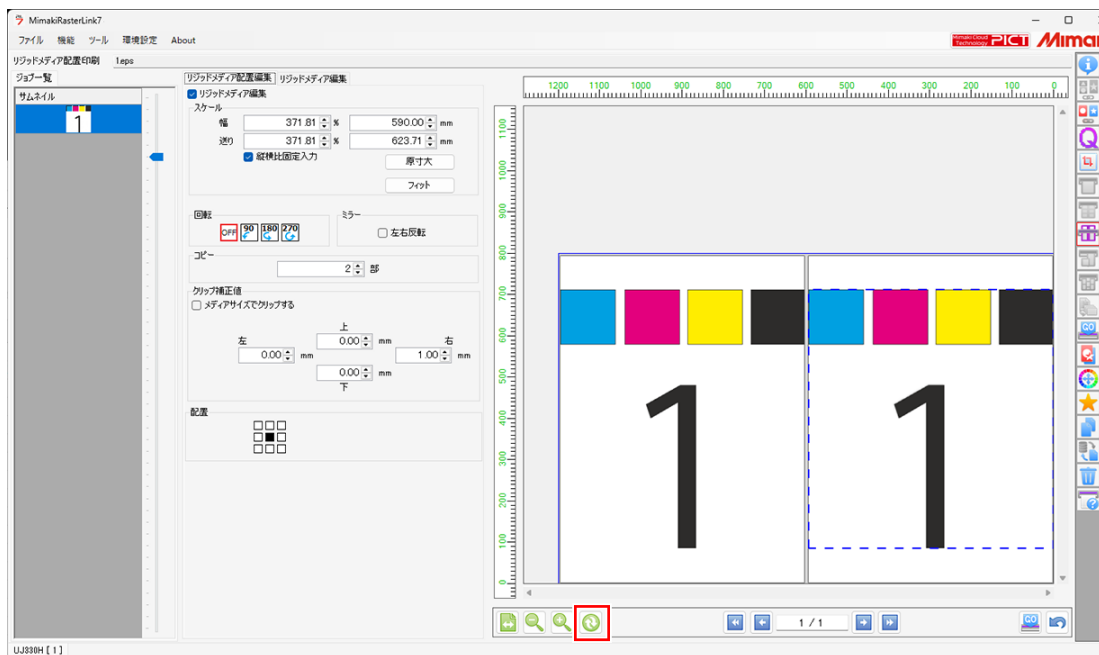 MimakiRasterLink7
ファイル 機能 ツール 環境設定 About
Mimaki Cloud Technology PICT Mimaki
リジッドメディア配置印刷 1.eps
ジョブ一覧
サムネイル
1
リジッドメディア配置編集 リジッドメディア編集
リジッドメディア編集
スケール
幅 371.81 % 590.00 mm
送り 371.81 % 623.71 mm
縦横比固定入力 原寸大
フィット
回転 ミラー
OFF 90 180 270 左右反転
コピー
2 部
クリップ補正値
メディアサイズでクリップする
上
左 0.00 mm 右
0.00 mm 1.00 mm
0.00 mm
下
配置
1200 1100 1000 900 800 700 600 500 400 300 200 100 0
1100
1000
900
800
700
600
500
400
300
200
100
0
1 1
GO
1 / 1 GO
UJ330H [ 1 ]